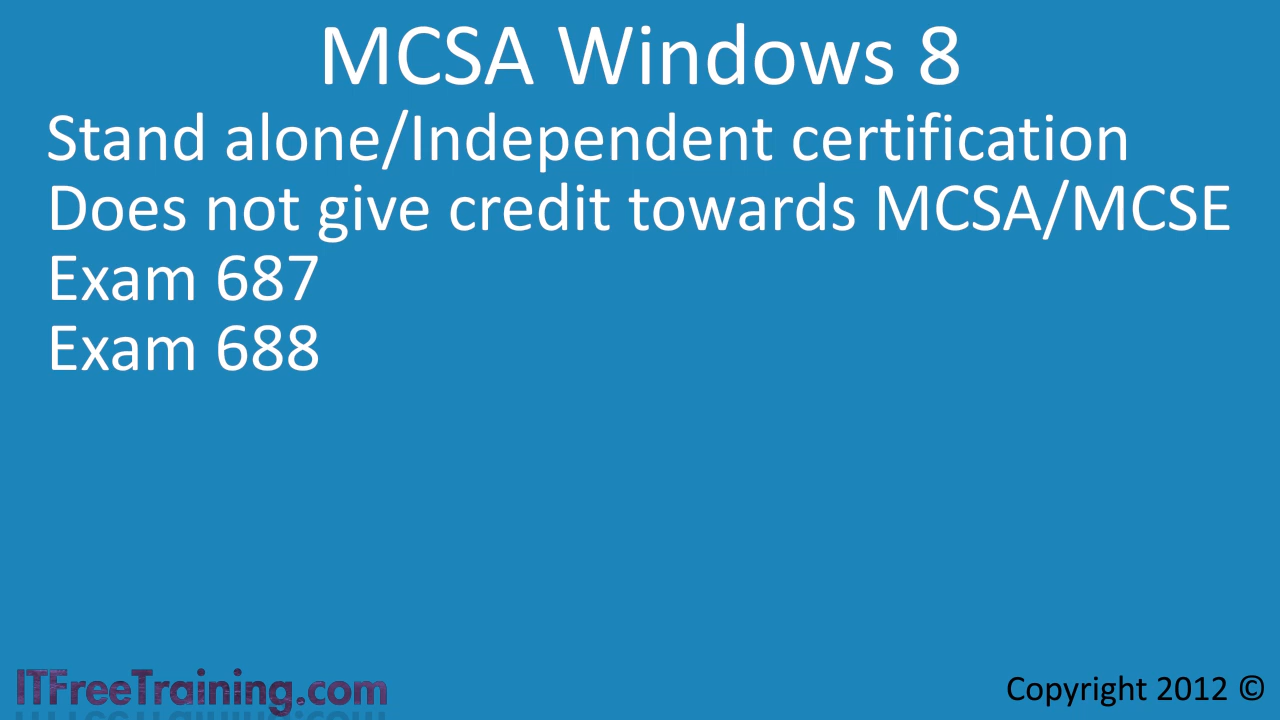 MCSA Windows 8
Stand alone/Independent certification
Does not give credit towards MCSA/MCSE
Exam 687
Exam 688
ITFreeTraining.com
Copyright 2012 ©